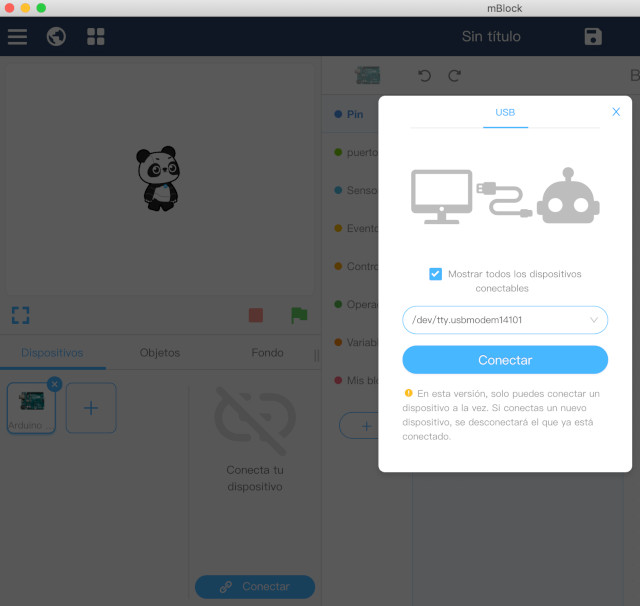 mBlock
Sin título
B
USB
Pin
puerto
Senso
Mostrar todos los dispositivos
conectables
Evento
Contro
Opera
/dev/tty.usbmodem14101
Variab
Conectar
Dispositivos
Objetos
Fondo
Mis blo
En esta versión, solo puedes conectar un
dispositivo a la vez. Si conectas un nuevo
dispositivo, se desconectará el que ya está
conectado.
Arduino
+
+
Conecta tu
dispositivo
Conectar